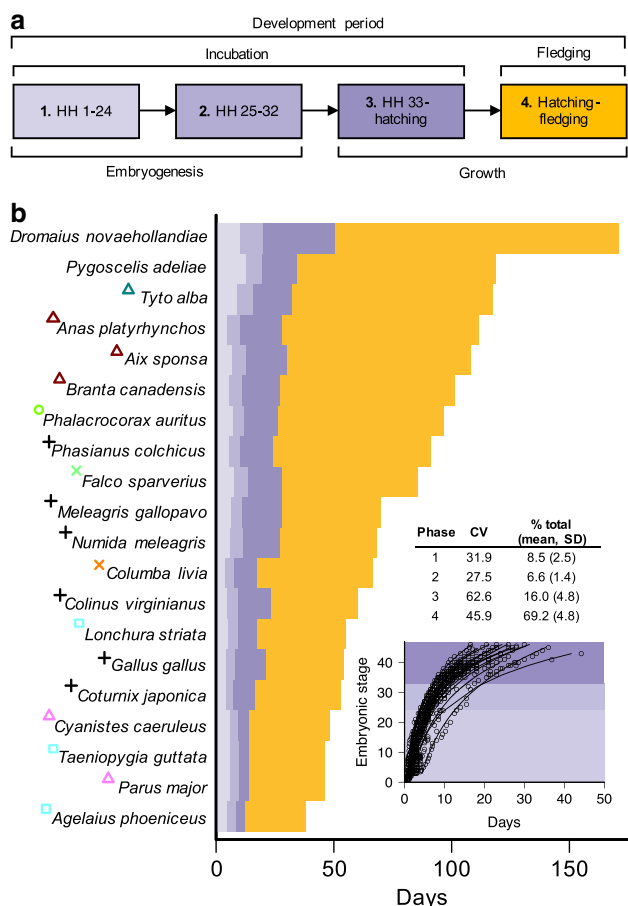 a
Development period
Incubation
Fledging
1. HH 1-24
2. HH 25-32
3. HH 33-
hatching
4. Hatching-
fledging
Embryogenesis
Growth
b
Dromaius novaehollandiae
Pygoscelis adeliae
Tyto alba
Anas platyrhynchos
Aix sponsa
Branta canadensis
Phalacrocorax auritus
Phasianus colchicus
Falco sparverius
Meleagris gallopavo
Numida meleagris
Columba livia
Colinus virginianus
Lonchura striata
Gallus gallus
Coturnix japonica
Cyanistes caeruleus
Taeniopygia guttata
Parus major
Agelaius phoeniceus
0 50 100 150
Days
Phase CV % total
(mean, SD)
1 31.9 8.5 (2.5)
2 27.5 6.6 (1.4)
3 62.6 16.0 (4.8)
4 45.9 69.2 (4.8)
Embryonic stage
40
30
20
10
0
0 10 20 30 40 50
Days